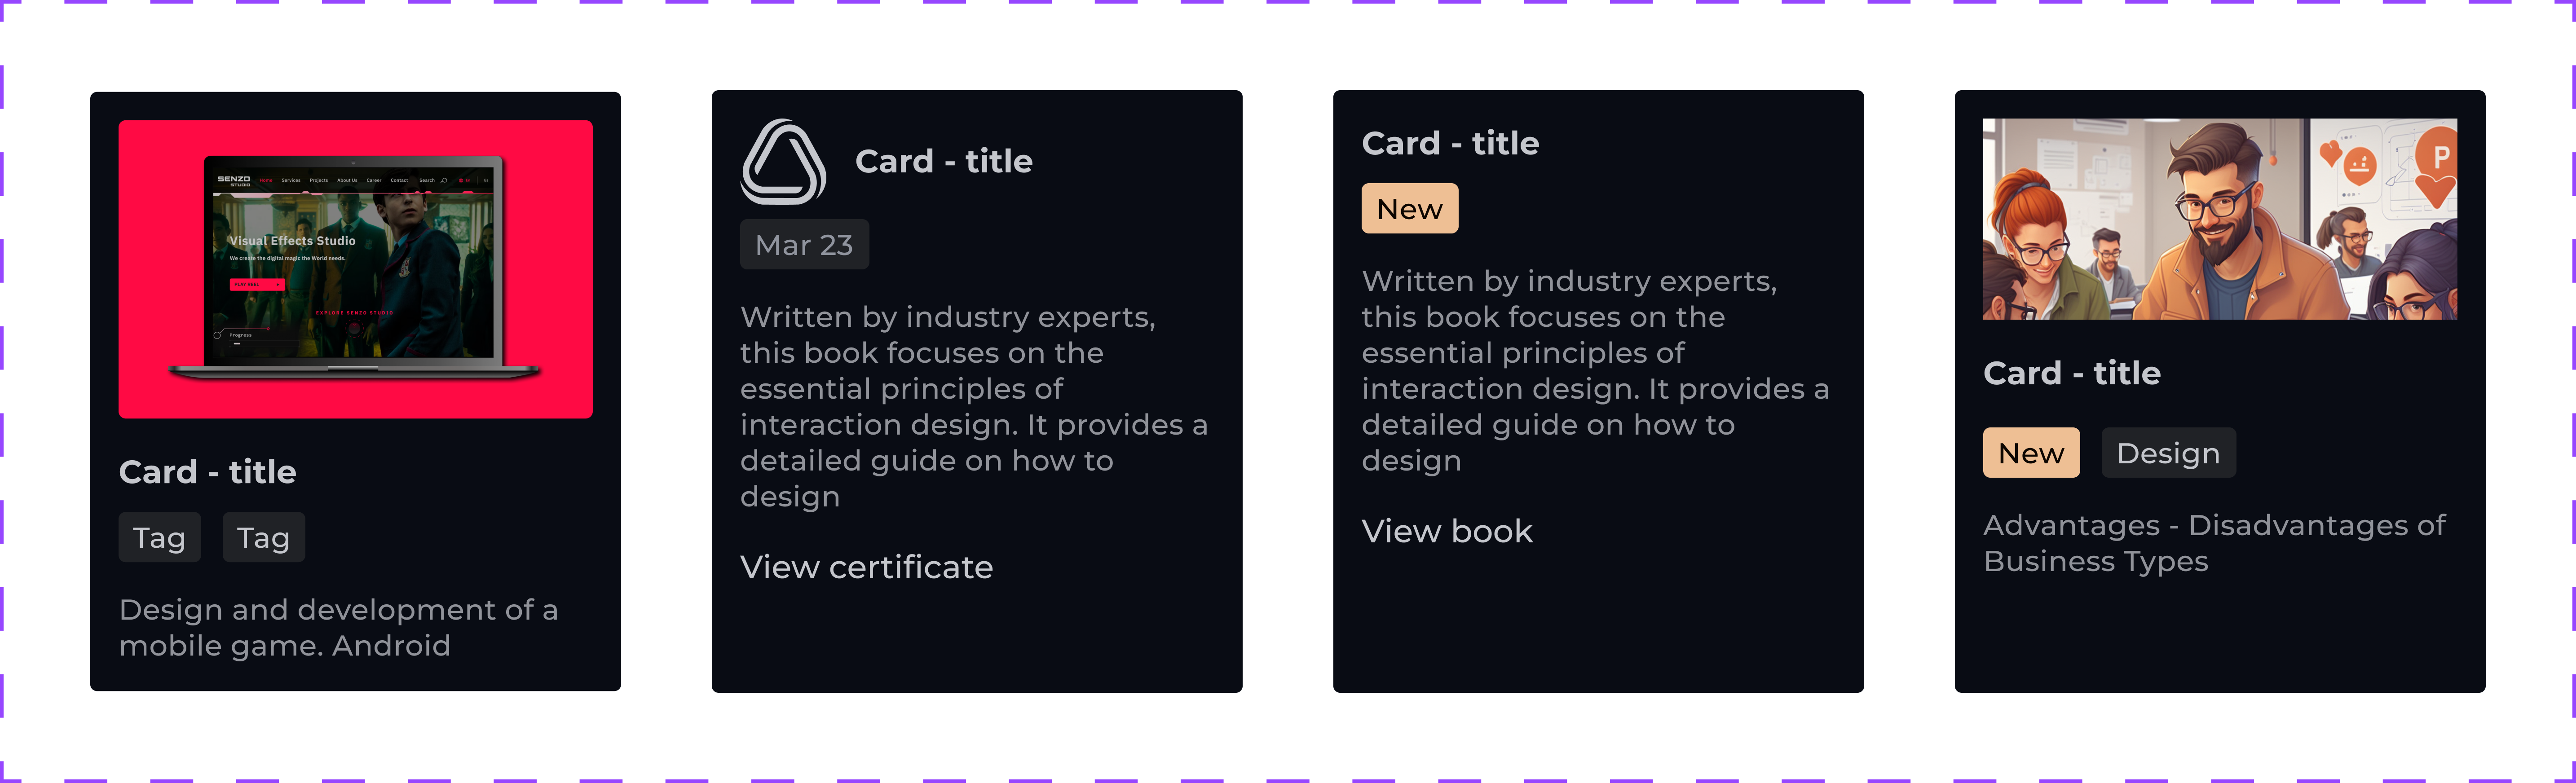 SENZO
STUDIO
Home Services Projects About Us Career Contact Search
Visual Effects Studio
We create the digital magic the World needs.
PLAY REEL
EXPLORE SENZO STUDIO
Progress
Card - title
Tag Tag
Design and development of a
mobile game. Android
Card - title
Mar 23
Written by industry experts,
this book focuses on the
essential principles of
interaction design. It provides a
detailed guide on how to
design
View certificate
Card - title
New
Written by industry experts,
this book focuses on the
essential principles of
interaction design. It provides a
detailed guide on how to
design
View book
P
Card - title
New Design
Advantages - Disadvantages of
Business Types